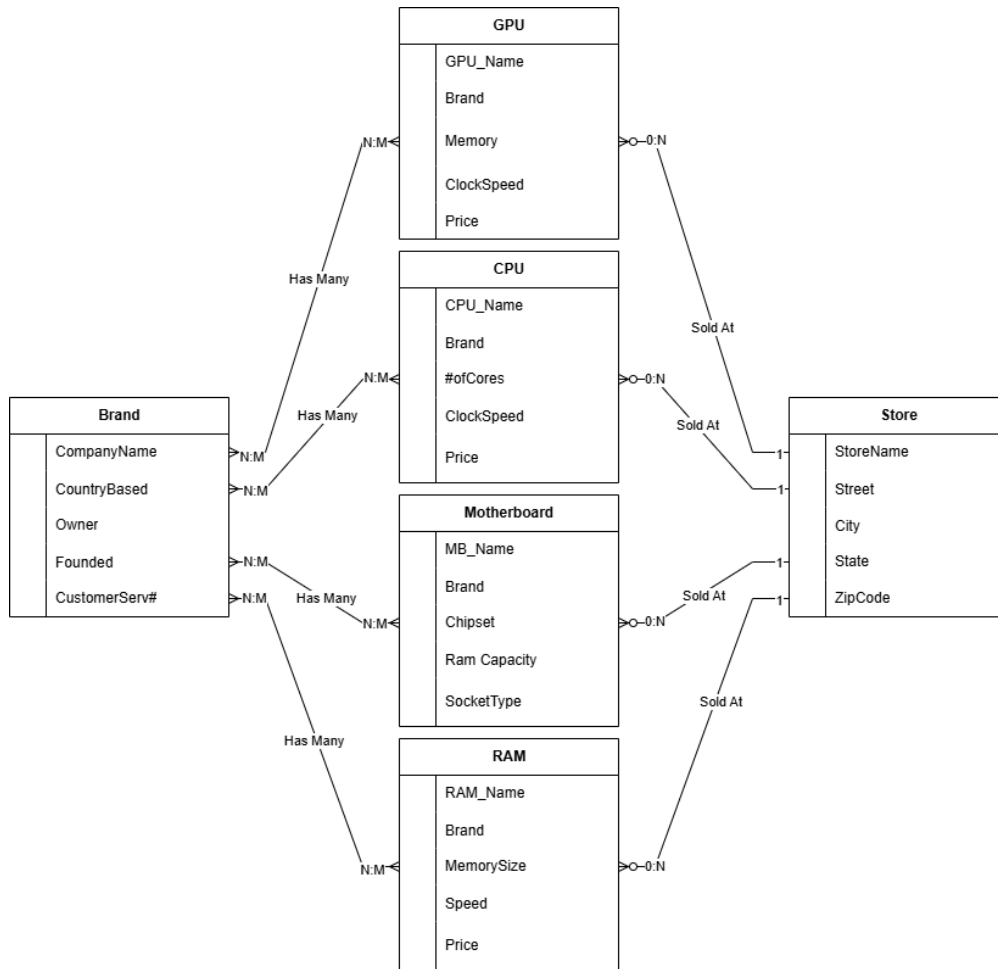 GPU
GPU_Name
Brand
Memory
ClockSpeed
Price
N:M
0:N
Has Many
Sold At
CPU
CPU_Name
Brand
#ofCores
ClockSpeed
Price
N:M
0:N
Has Many
Sold At
Brand
CompanyName
CountryBased
Owner
Founded
CustomerServ#
N:M
N:M
N:M
N:M
Store
StoreName
Street
City
State
ZipCode
1
1
1
1
Motherboard
MB_Name
Brand
Chipset
Ram Capacity
SocketType
Has Many
N:M
0:N
Sold At
RAM
RAM_Name
Brand
MemorySize
Speed
Price
Has Many
N:M
0:N
Sold At